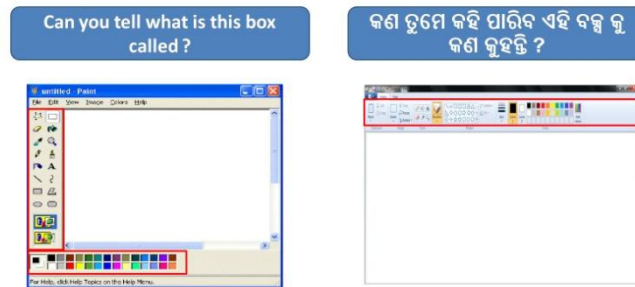 Can you tell what is this box
called ?
କଣ ତୁମେ କହି ପାରିବ ଏହି ବକ୍ସ କୁ
କଣ କୁହନ୍ତି ?
untitled - Paint
File Edit View Image Colors Help
For Help, click Help Topics on the Help Menu.